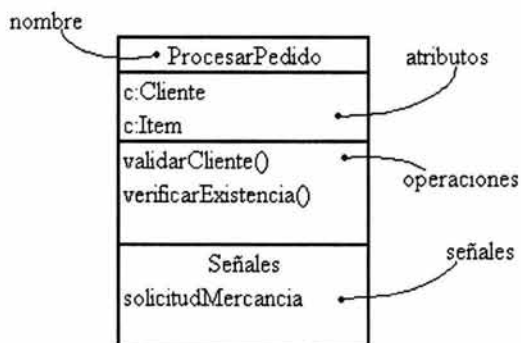 nombre
ProcesarPedido
atributos
c:Cliente
c:Item
validarCliente()
operaciones
verificarExistencia()
Señales
señales
solicitudMercancia